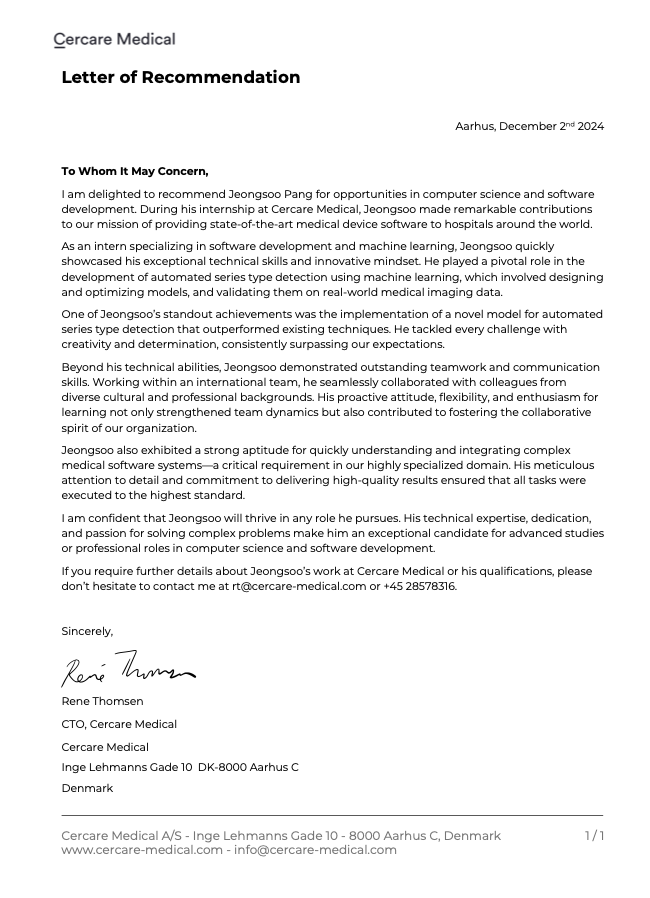 Cercare Medical
Letter of Recommendation
Aarhus, December 2nd 2024
To Whom It May Concern,
I am delighted to recommend Jeongsoo Pang for opportunities in computer science and software
development. During his internship at Cercare Medical, Jeongsoo made remarkable contributions
to our mission of providing state-of-the-art medical device software to hospitals around the world.
As an intern specializing in software development and machine learning, Jeongsoo quickly
showcased his exceptional technical skills and innovative mindset. He played a pivotal role in the
development of automated series type detection using machine learning, which involved designing
and optimizing models, and validating them on real-world medical imaging data.
One of Jeongsoo's standout achievements was the implementation of a novel model for automated
series type detection that outperformed existing techniques. He tackled every challenge with
creativity and determination, consistently surpassing our expectations.
Beyond his technical abilities, Jeongsoo demonstrated outstanding teamwork and communication
skills. Working within an international team, he seamlessly collaborated with colleagues from
diverse cultural and professional backgrounds. His proactive attitude, flexibility, and enthusiasm for
learning not only strengthened team dynamics but also contributed to fostering the collaborative
spirit of our organization.
Jeongsoo also exhibited a strong aptitude for quickly understanding and integrating complex
medical software systems—a critical requirement in our highly specialized domain. His meticulous
attention to detail and commitment to delivering high-quality results ensured that all tasks were
executed to the highest standard.
I am confident that Jeongsoo will thrive in any role he pursues. His technical expertise, dedication,
and passion for solving complex problems make him an exceptional candidate for advanced studies
or professional roles in computer science and software development.
If you require further details about Jeongsoo's work at Cercare Medical or his qualifications, please
don't hesitate to contact me at rt@cercare-medical.com or +45 28578316.
Sincerely,
René Thomsen
Rene Thomsen
CTO, Cercare Medical
Cercare Medical
Inge Lehmanns Gade 10 DK-8000 Aarhus C
Denmark
Cercare Medical A/S - Inge Lehmanns Gade 10 - 8000 Aarhus C, Denmark 1 / 1
www.cercare-medical.com - info@cercare-medical.com